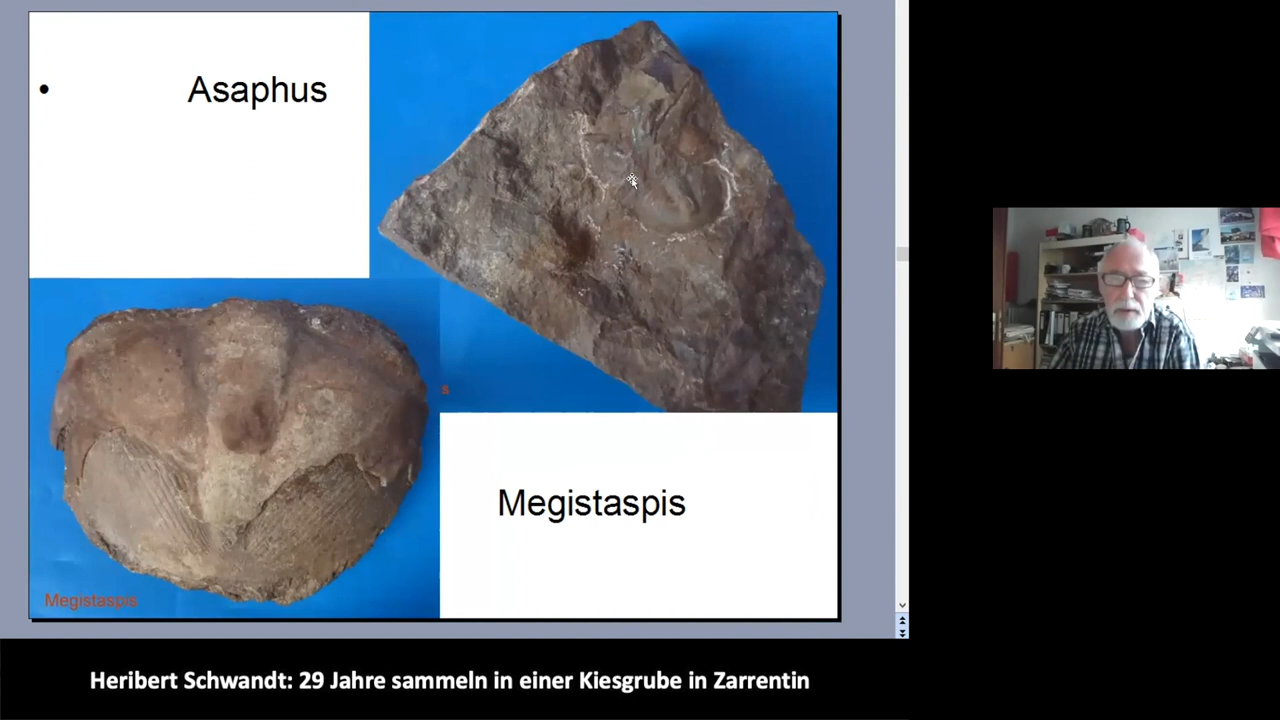 • Asaphus
s
Megistaspis
Megistaspis
Heribert Schwandt: 29 Jahre sammeln in einer Kiesgrube in Zarrentin